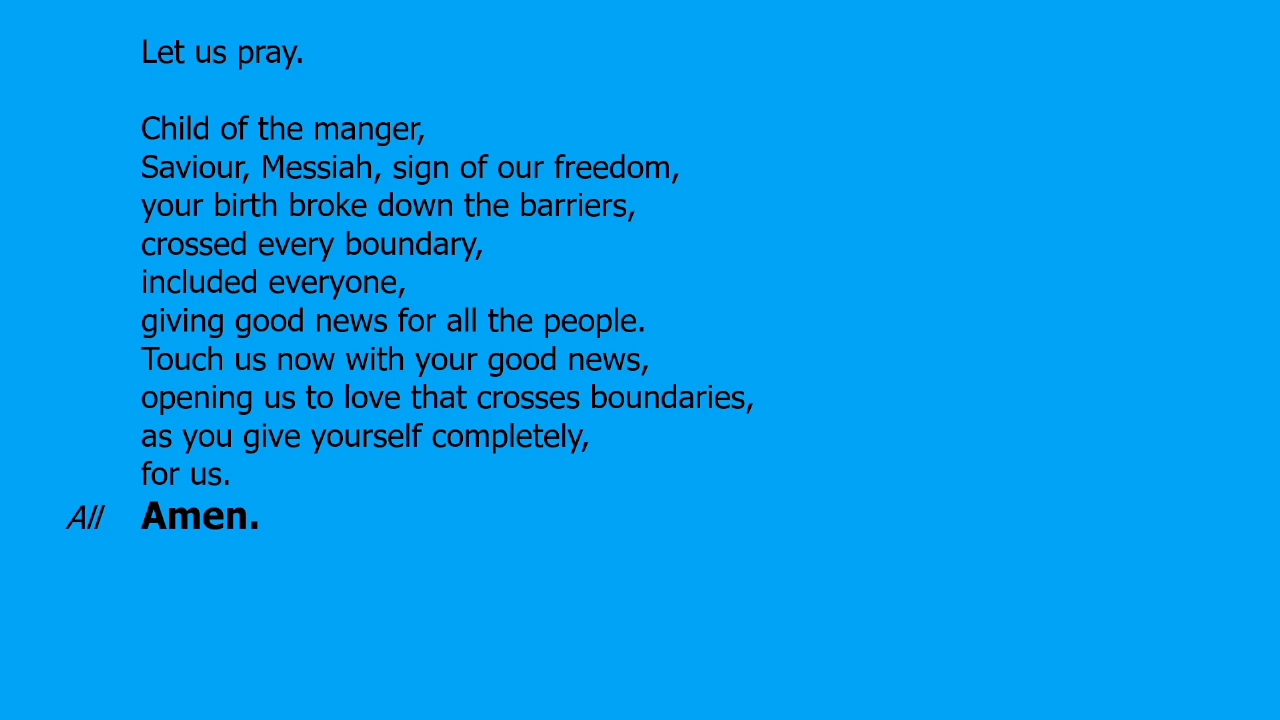 Let us pray.
Child of the manger,
Saviour, Messiah, sign of our freedom,
your birth broke down the barriers,
crossed every boundary,
included everyone,
giving good news for all the people.
Touch us now with your good news,
opening us to love that crosses boundaries,
as you give yourself completely,
for us.
All Amen.